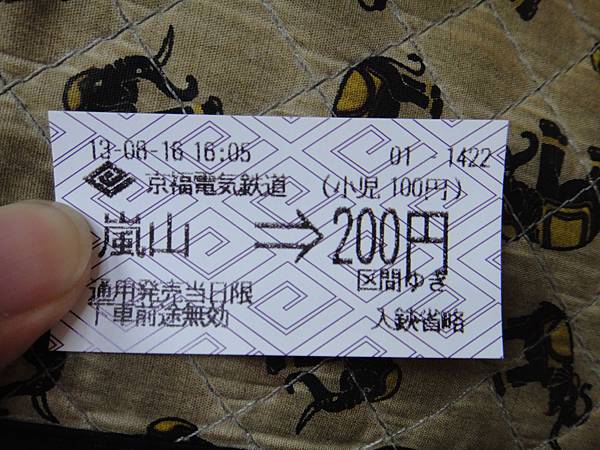 13-06-16 16:05 01 -1422
京福電気鉄道 (小児 100円)
嵐山 ⇒ 200円
区間ゆき
通用発売当日限
下車前途無効 入鋏省略